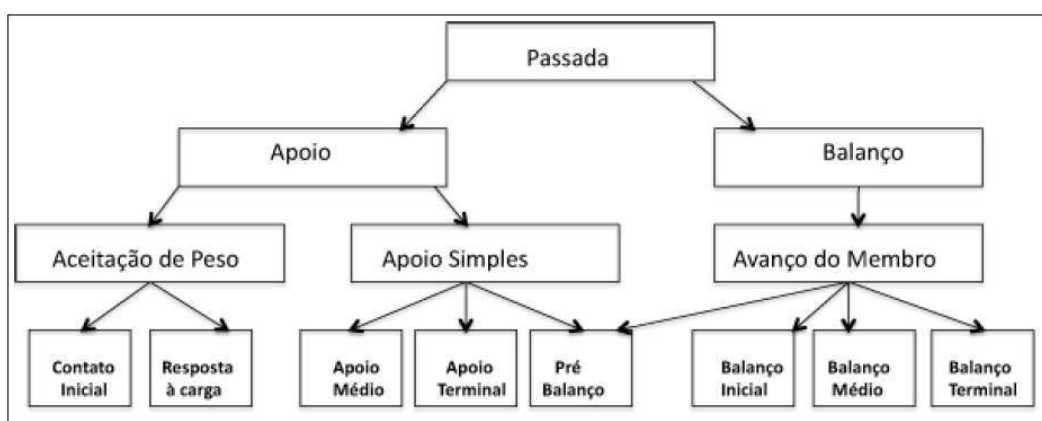 Passada
Apoio
Balanço
Aceitação de Peso
Apoio Simples
Avanço do Membro
Contato
Inicial
Resposta
à carga
Apoio
Médio
Apoio
Terminal
Pré
Balanço
Balanço
Inicial
Balanço
Médio
Balanço
Terminal